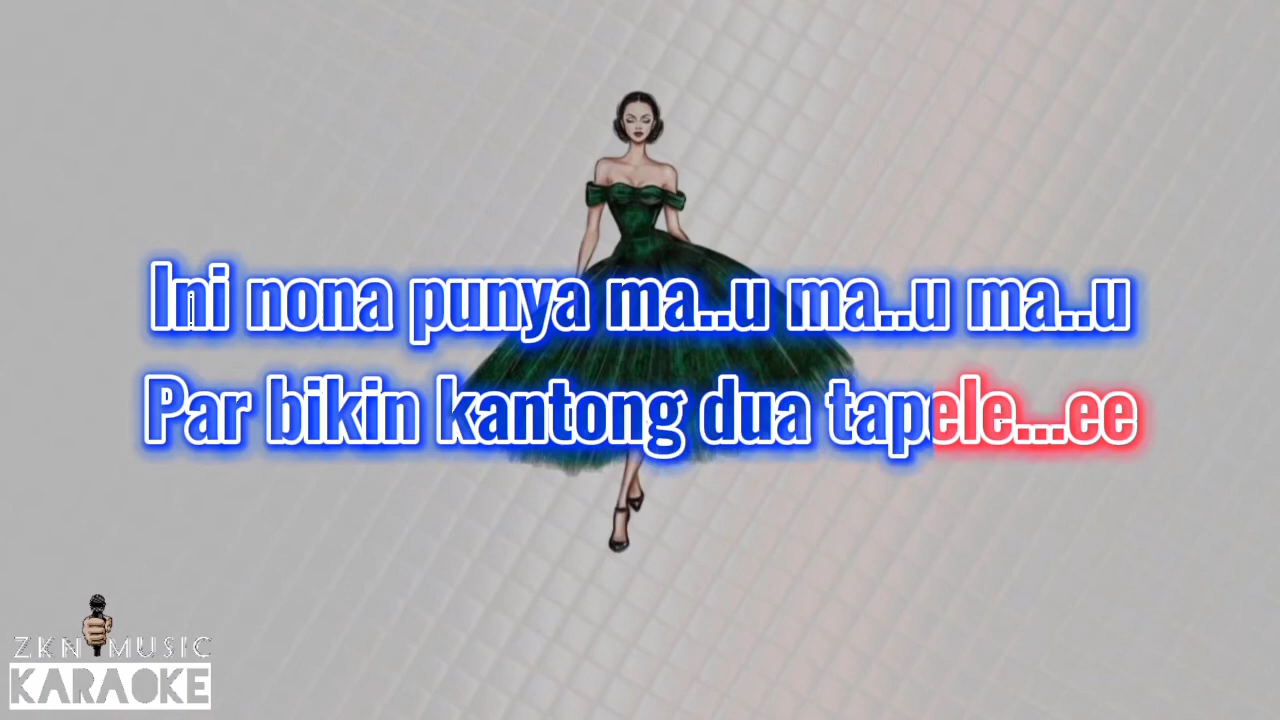 Ini nona punya ma..u ma..u ma..u
Par bikin kantong dua tapele...ee
ZKN MUSIC
KARAOKE